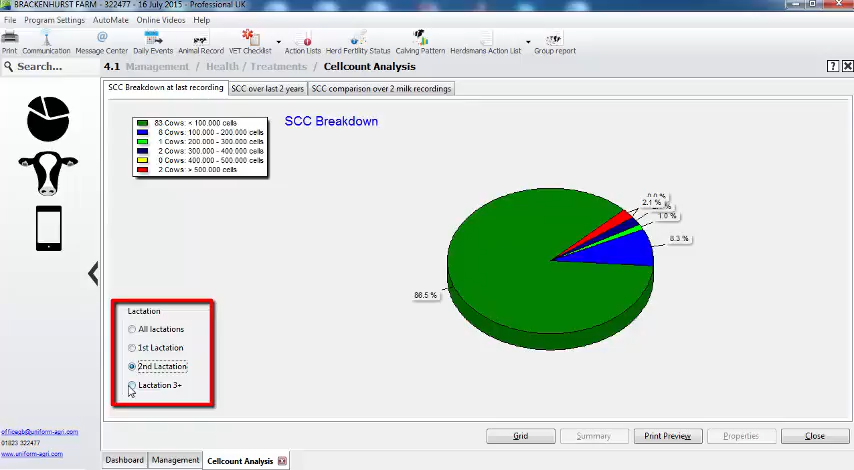 BRACKENHURST FARM - 322477 - 16 July 2015 - Professional UK
File Program Settings AutoMate Online Videos Help
Print Communication Message Center Daily Events Animal Record VET Checklist Action Lists Herd Fertility Status Calving Pattern Herdsmans Action List Group report
Search... 4.1 Management / Health / Treatments / Cellcount Analysis
SCC Breakdown at last recording SCC over last 2 years SCC comparison over 2 milk recordings
SCC Breakdown
83 Cows: < 100.000 cells
8 Cows: 100.000 - 200.000 cells
1 Cows: 200.000 - 300.000 cells
2 Cows: 300.000 - 400.000 cells
0 Cows: 400.000 - 500.000 cells
2 Cows: > 500.000 cells
2.1 %
1.0 %
8.3 %
86.5 %
Lactation
All lactations
1st Lactation
2nd Lactation
Lactation 3+
Grid Summary Print Preview Properties Close
officegb@uniform-agri.com
01823 322477
www.uniform-agri.com
Dashboard Management Cellcount Analysis